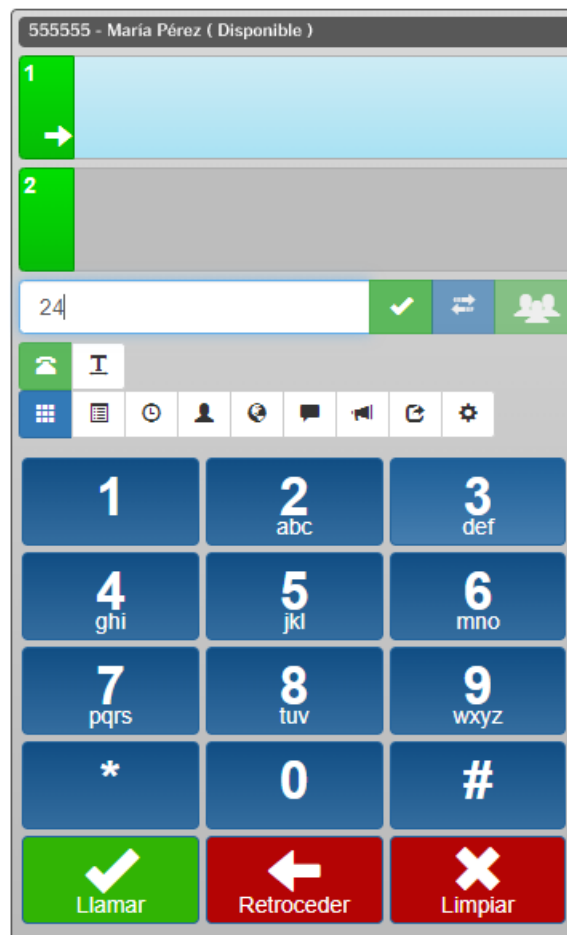 555555 - María Pérez ( Disponible )
1
2
24
T
1 2 3
abc def
4 5 6
ghi jkl mno
7 8 9
pqrs tuv wxyz
* 0 #
Llamar Retroceder Limpiar